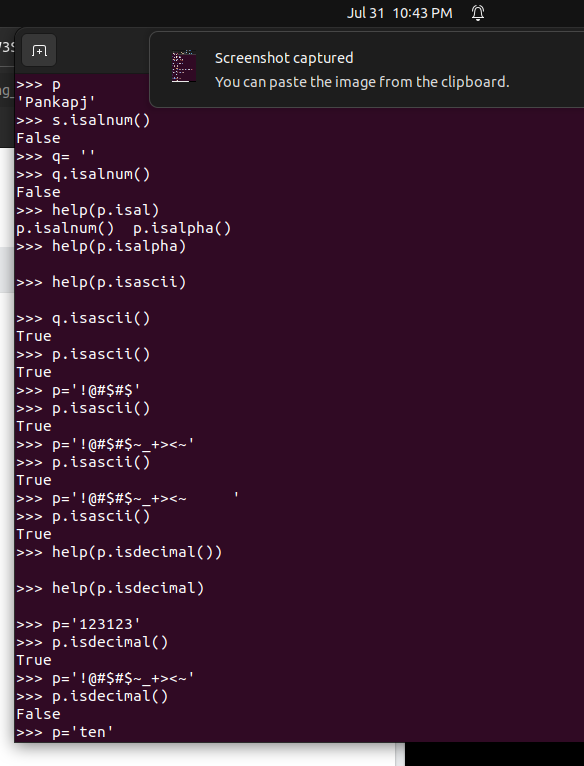 Jul 31 10:43 PM
Screenshot captured
You can paste the image from the clipboard.
>>> p
'Pankapj'
>>> s.isalnum()
False
>>> q= ''
>>> q.isalnum()
False
>>> help(p.isal)
p.isalnum()  p.isalpha()
>>> help(p.isalpha)
>>> help(p.isascii)
>>> q.isascii()
True
>>> p.isascii()
True
>>> p='!@#$#$'
>>> p.isascii()
True
>>> p='!@#$#$~_+><~'
>>> p.isascii()
True
>>> p='!@#$#$~_+><~     '
>>> p.isascii()
True
>>> help(p.isdecimal())
>>> help(p.isdecimal)
>>> p='123123'
>>> p.isdecimal()
True
>>> p='!@#$#$~_+><~'
>>> p.isdecimal()
False
>>> p='ten'